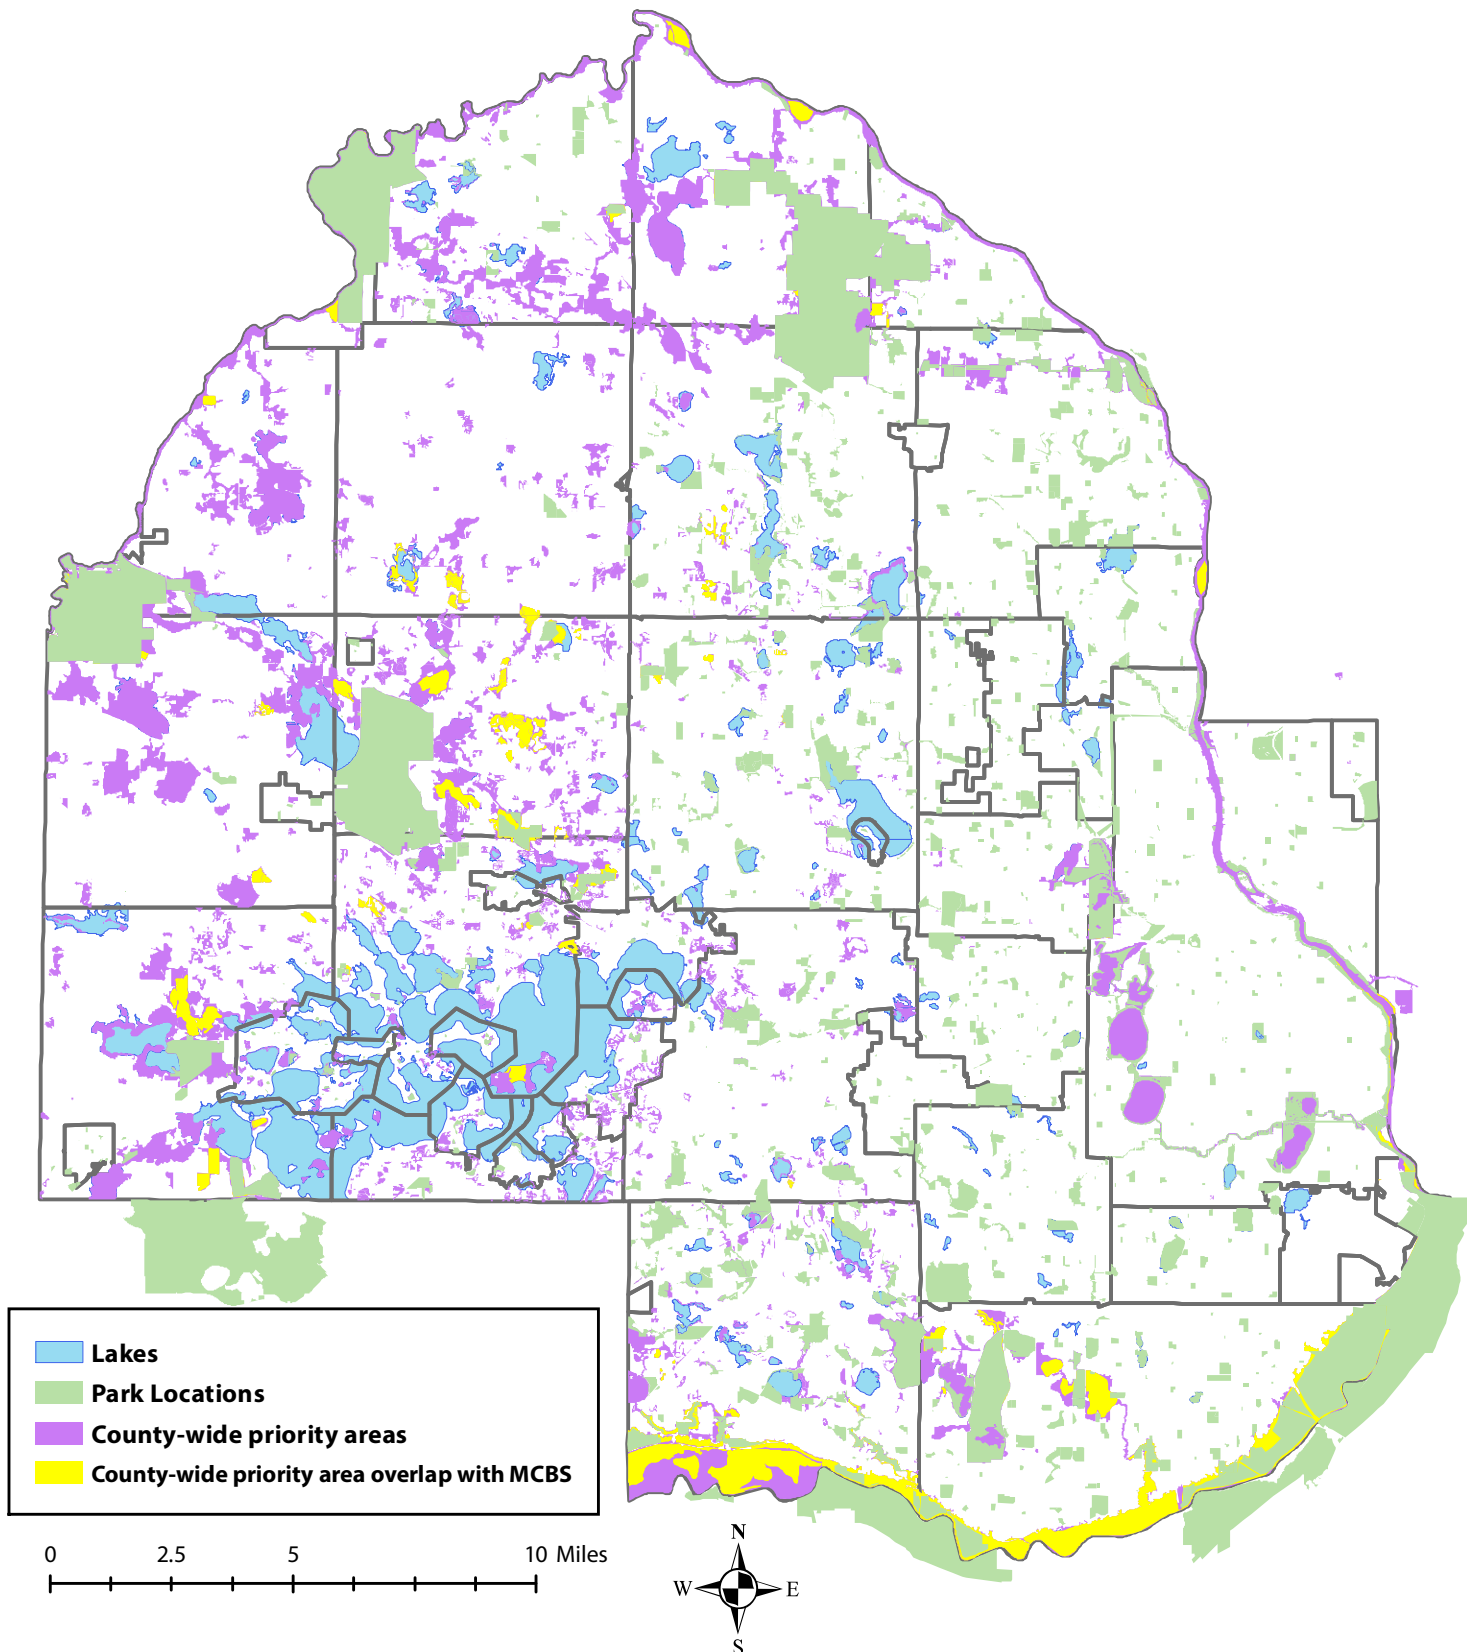 Lakes
Park Locations
County-wide priority areas
County-wide priority area overlap with MCBS
0 2.5 5 10 Miles
N
W E
S